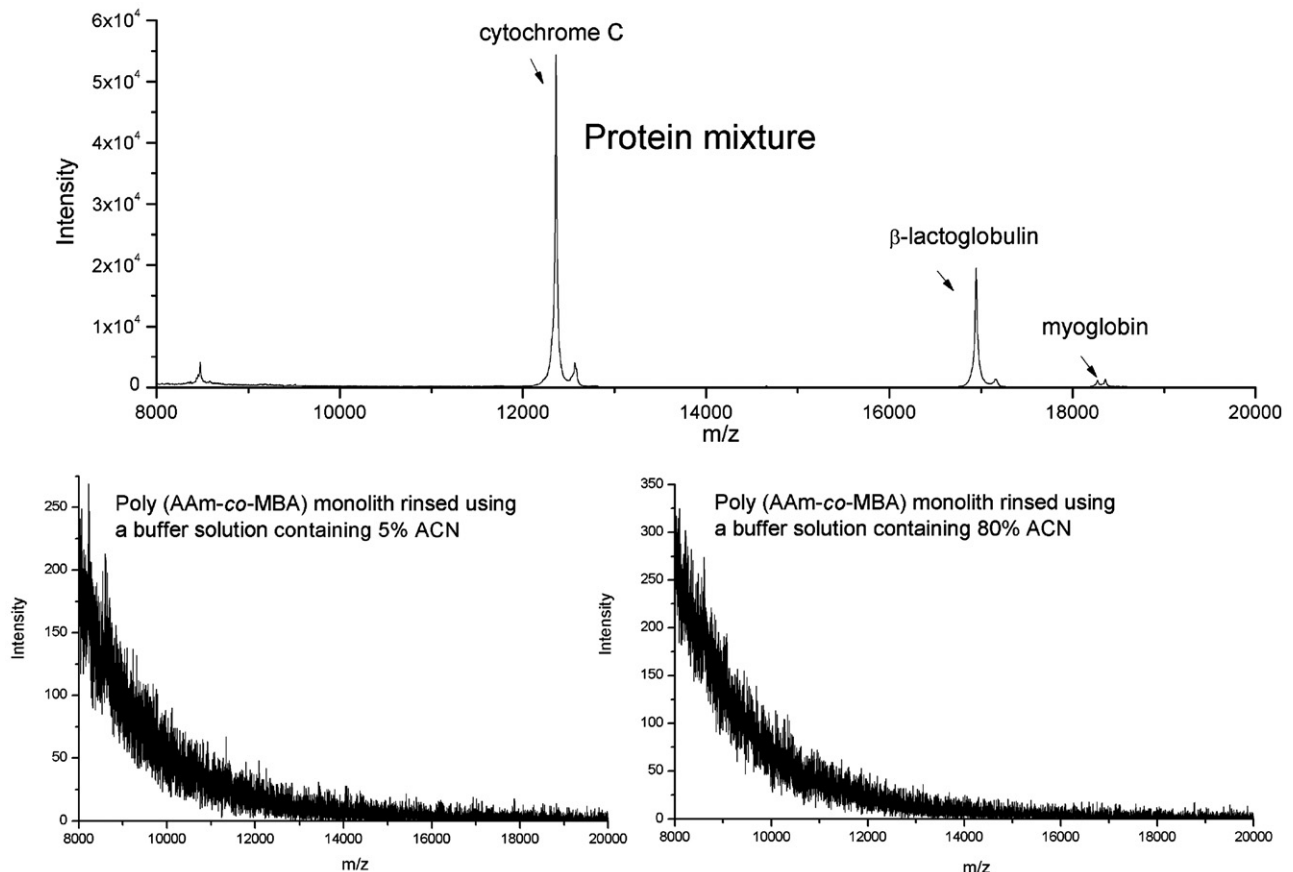 6x10⁴
5x10⁴
4x10⁴
3x10⁴
2x10⁴
1x10⁴
0
Intensity
cytochrome C
Protein mixture
β-lactoglobulin
myoglobin
8000 10000 12000 14000 16000 18000 20000
m/z
Poly (AAm-co-MBA) monolith rinsed using
a buffer solution containing 5% ACN
250
200
150
100
50
0
Intensity
8000 10000 12000 14000 16000 18000 20000
m/z
Poly (AAm-co-MBA) monolith rinsed using
a buffer solution containing 80% ACN
350
300
250
200
150
100
50
0
Intensity
8000 10000 12000 14000 16000 18000 20000
m/z